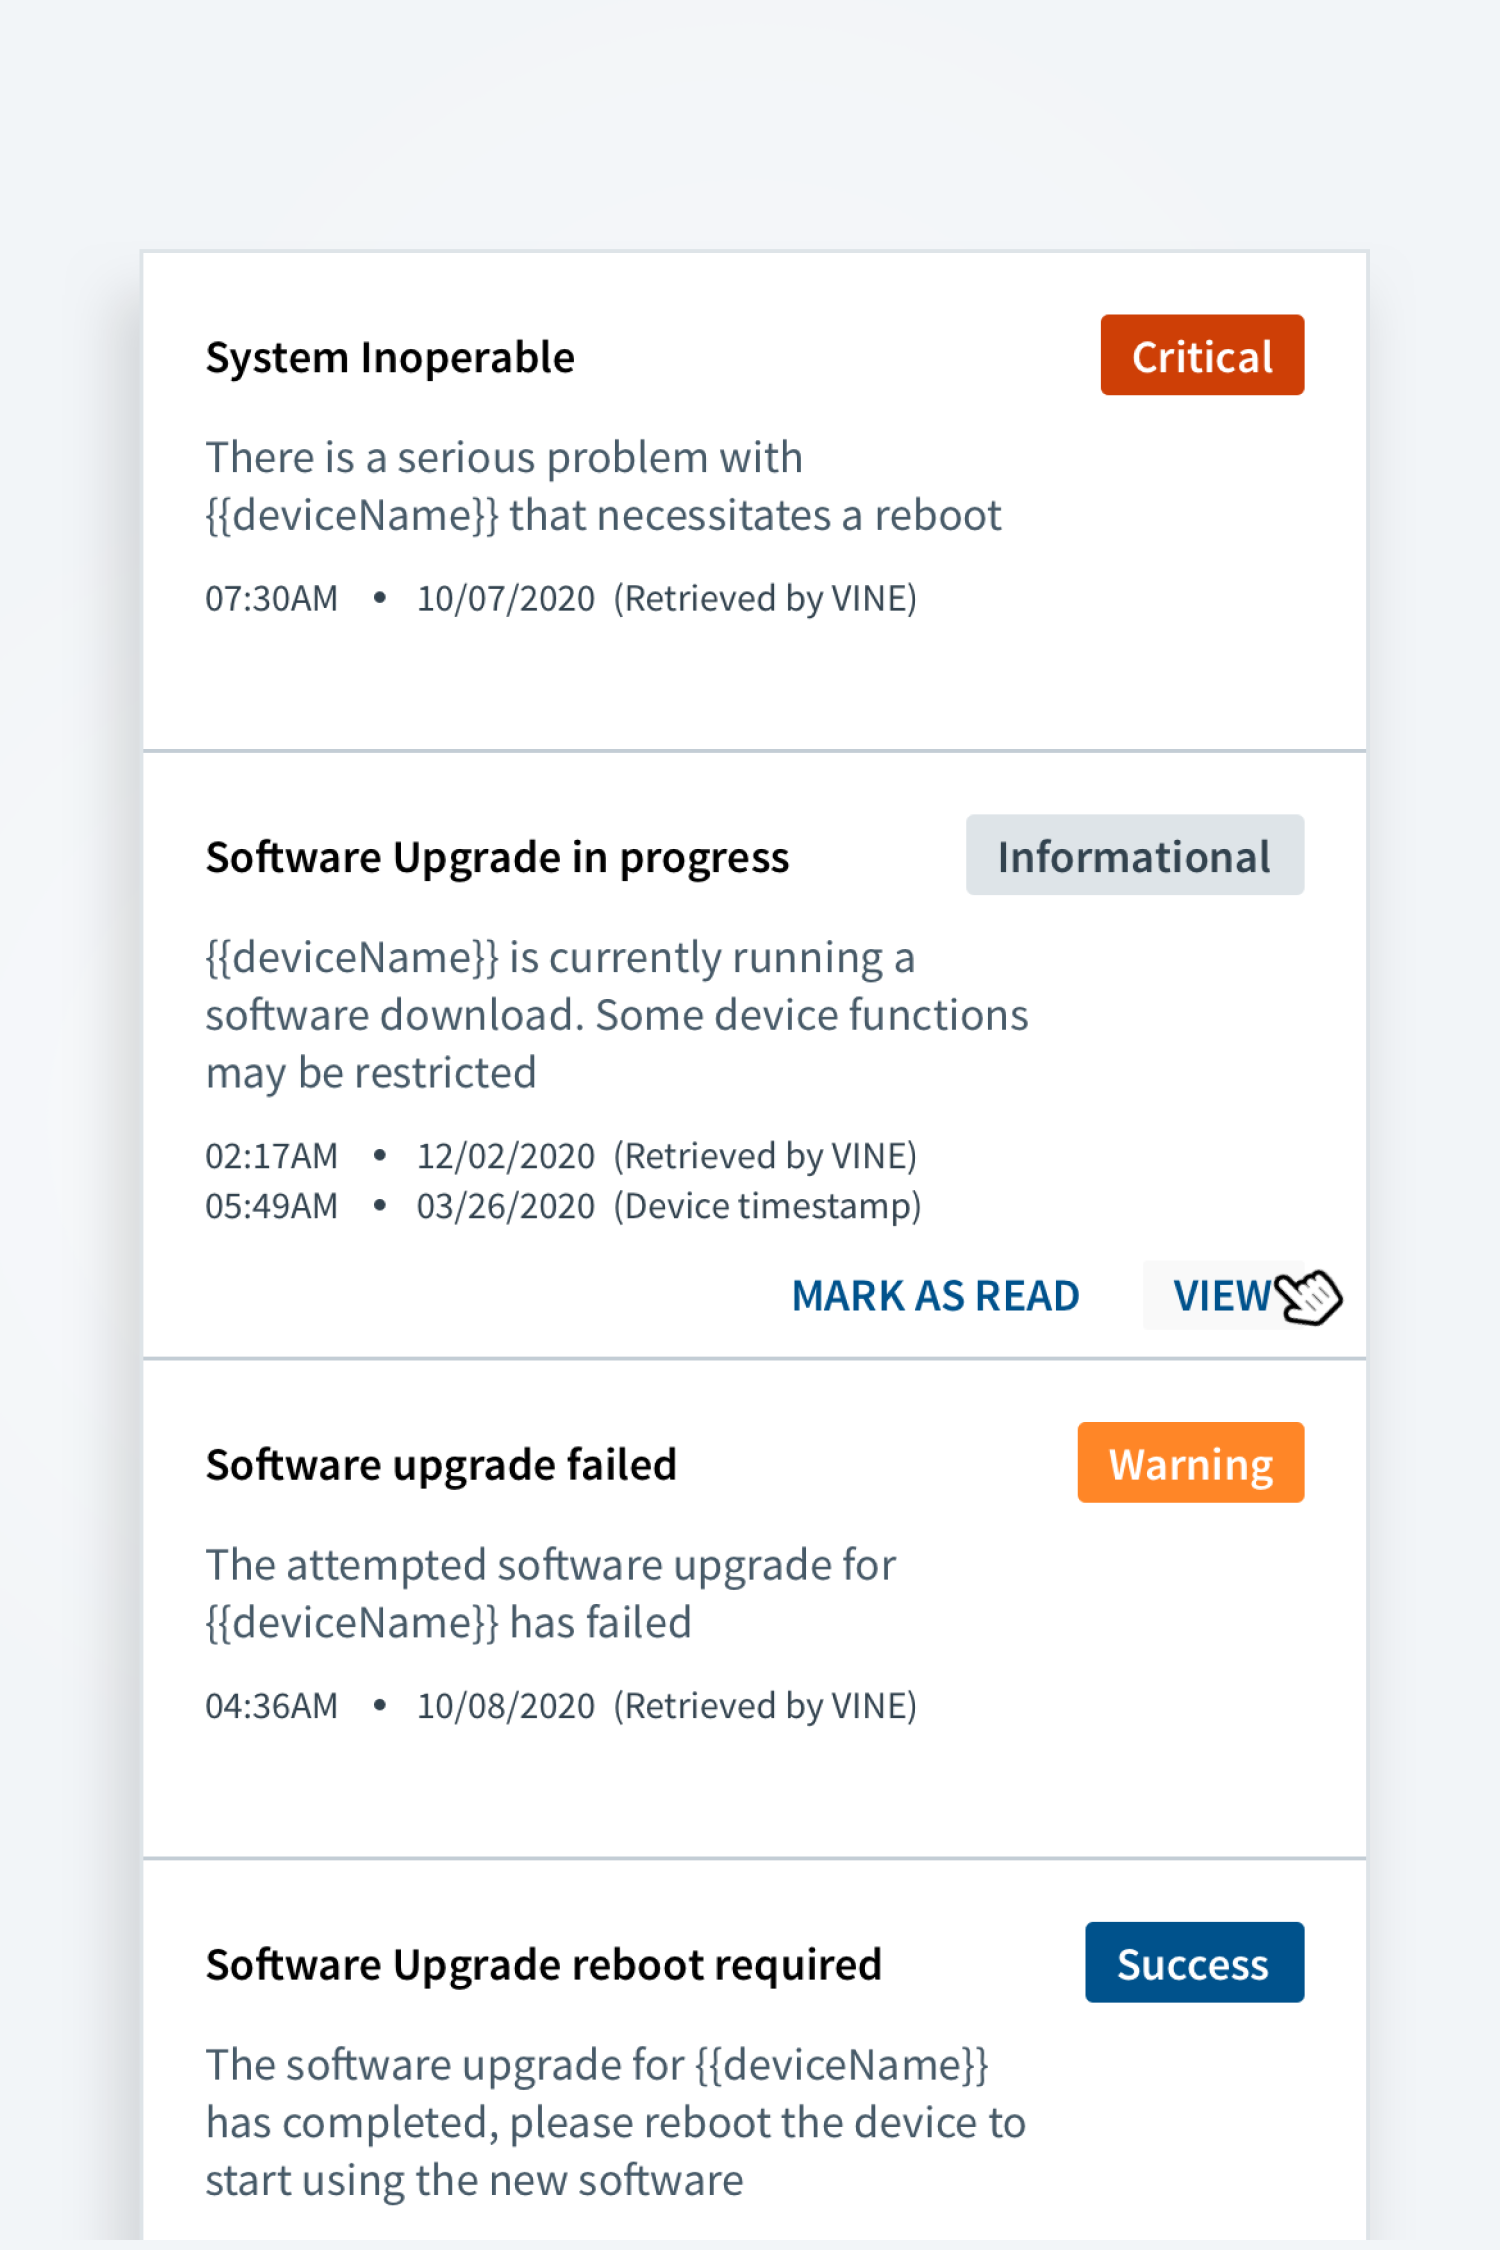 System Inoperable
Critical
There is a serious problem with
{{deviceName}} that necessitates a reboot
07:30AM • 10/07/2020 (Retrieved by VINE)
Software Upgrade in progress
Informational
{{deviceName}} is currently running a
software download. Some device functions
may be restricted
02:17AM • 12/02/2020 (Retrieved by VINE)
05:49AM • 03/26/2020 (Device timestamp)
MARK AS READ
VIEW
Software upgrade failed
Warning
The attempted software upgrade for
{{deviceName}} has failed
04:36AM • 10/08/2020 (Retrieved by VINE)
Software Upgrade reboot required
Success
The software upgrade for {{deviceName}}
has completed, please reboot the device to
start using the new software